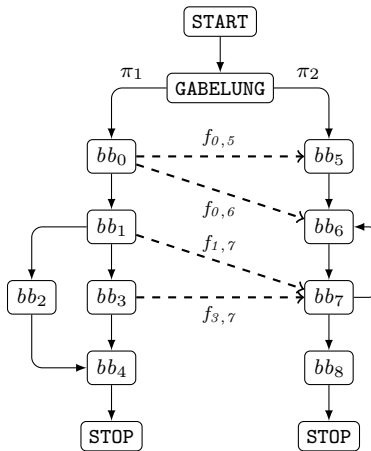 START
π₁ π₂
GABELUNG
bb₀ f₀,₅ bb₅
f₀,₆
bb₁ bb₆
f₁,₇
bb₂ bb₃ bb₇
f₃,₇
bb₄ bb₈
STOP STOP